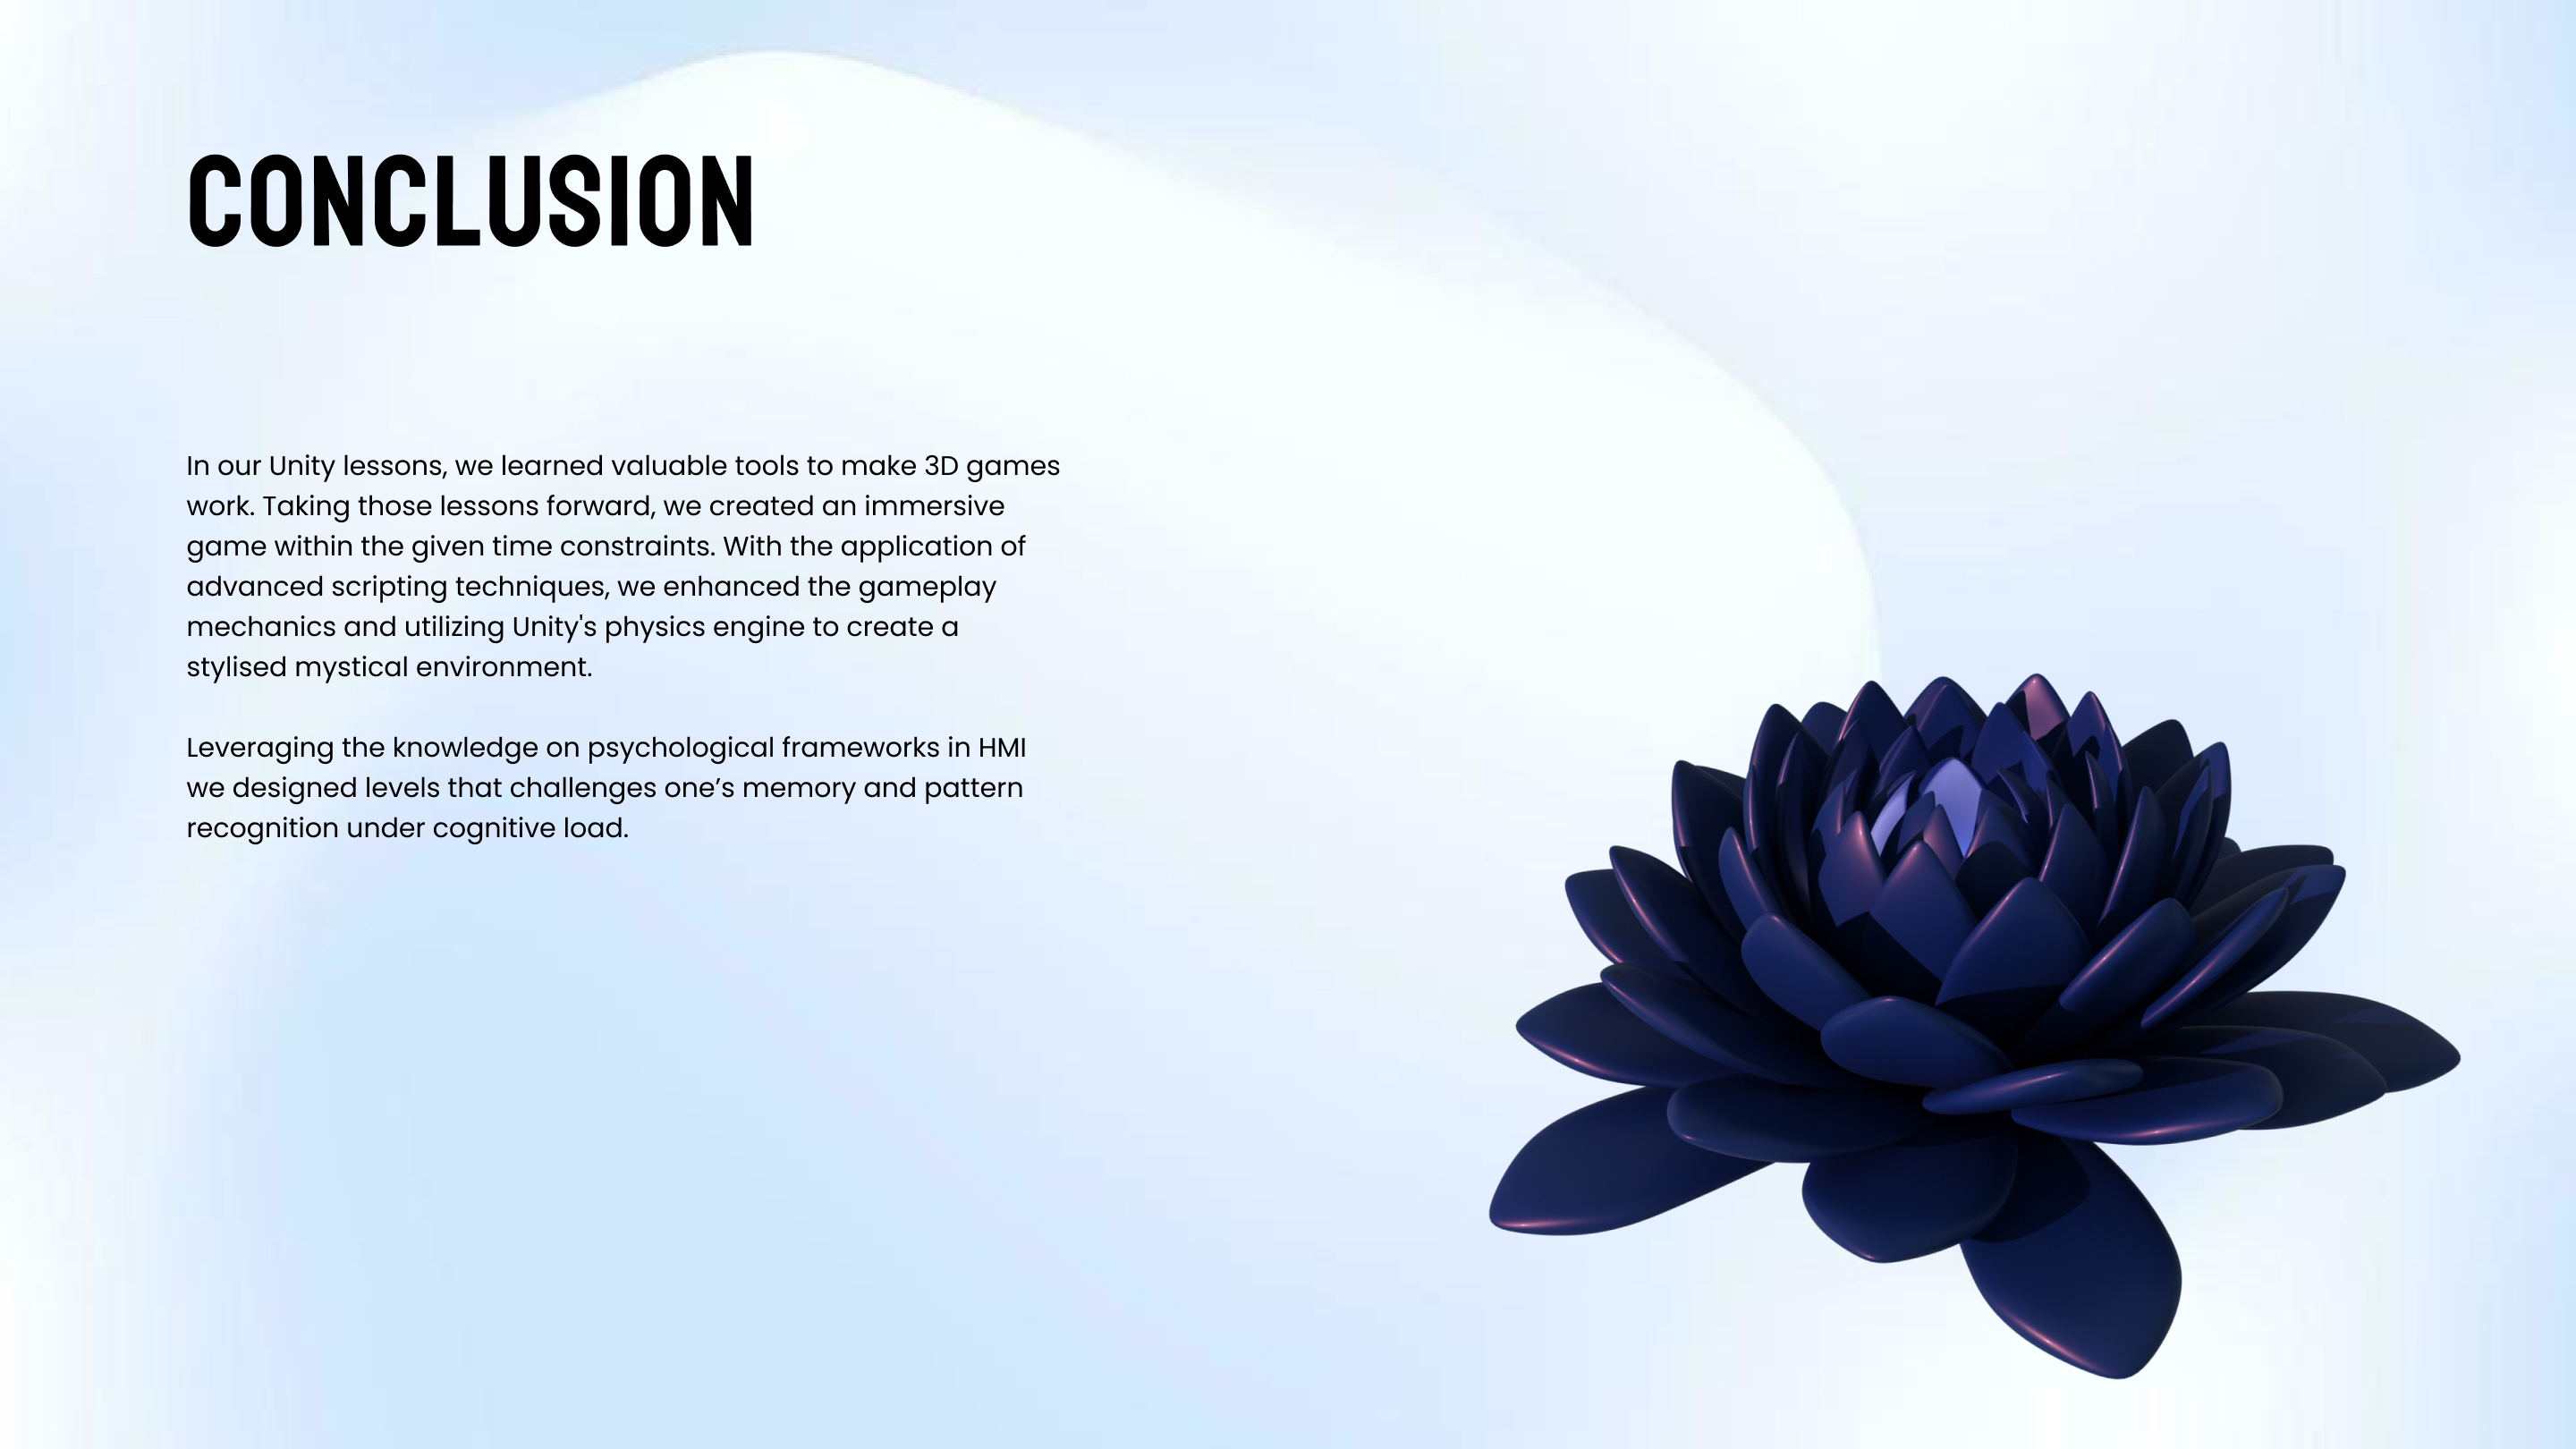 CONCLUSION
In our Unity lessons, we learned valuable tools to make 3D games
work. Taking those lessons forward, we created an immersive
game within the given time constraints. With the application of
advanced scripting techniques, we enhanced the gameplay
mechanics and utilizing Unity's physics engine to create a
stylised mystical environment.
Leveraging the knowledge on psychological frameworks in HMI
we designed levels that challenges one’s memory and pattern
recognition under cognitive load.